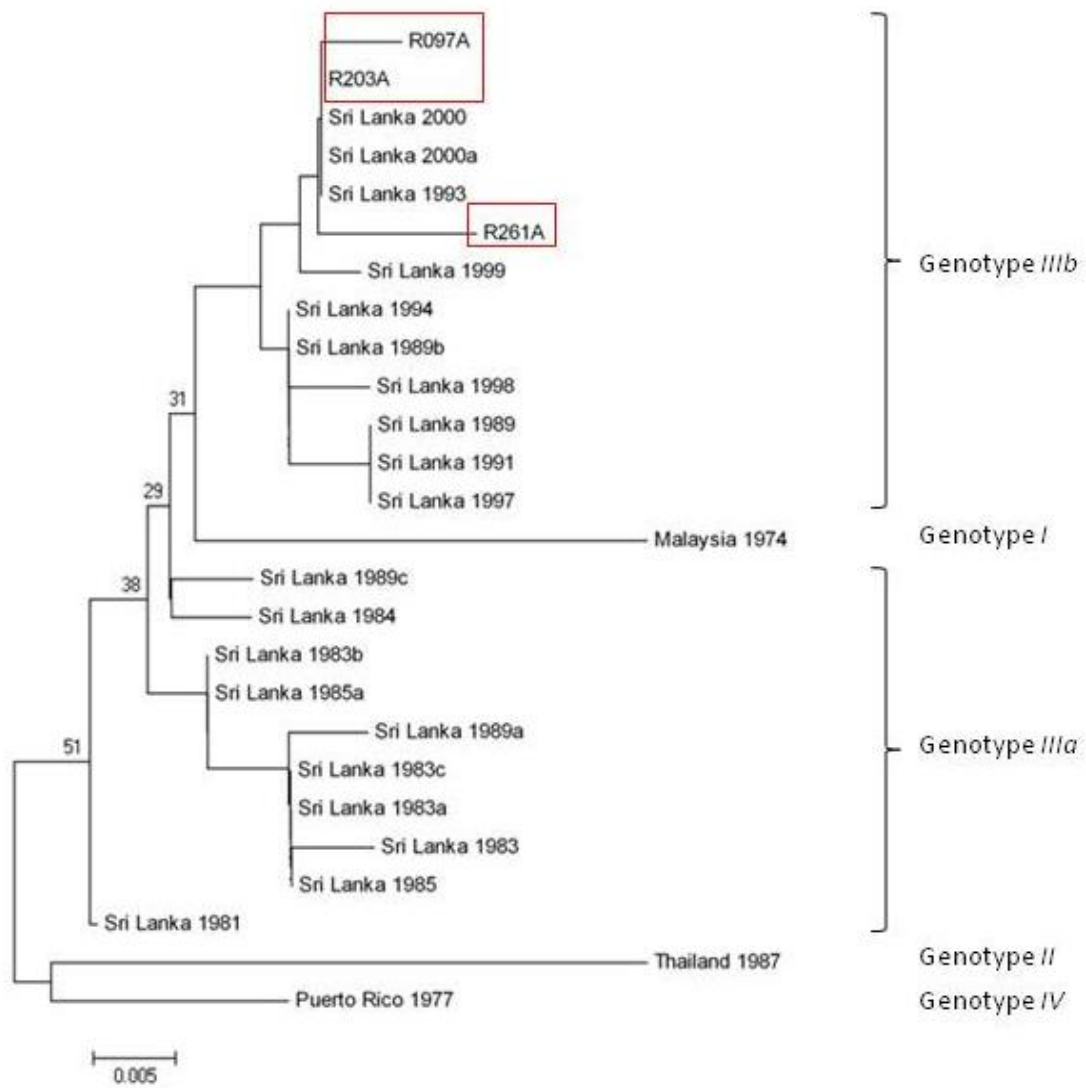 R097A
R203A
Sri Lanka 2000
Sri Lanka 2000a
Sri Lanka 1993
R261A
Genotype IIIb
Sri Lanka 1999
Sri Lanka 1994
Sri Lanka 1989b
Sri Lanka 1998
31
Sri Lanka 1989
Sri Lanka 1991
29
Sri Lanka 1997
Malaysia 1974
Genotype I
38
Sri Lanka 1989c
Sri Lanka 1984
Sri Lanka 1983b
Sri Lanka 1985a
Sri Lanka 1989a
51
Genotype IIIa
Sri Lanka 1983c
Sri Lanka 1983a
Sri Lanka 1983
Sri Lanka 1985
Sri Lanka 1981
Thailand 1987
Genotype II
Puerto Rico 1977
Genotype IV
0.005